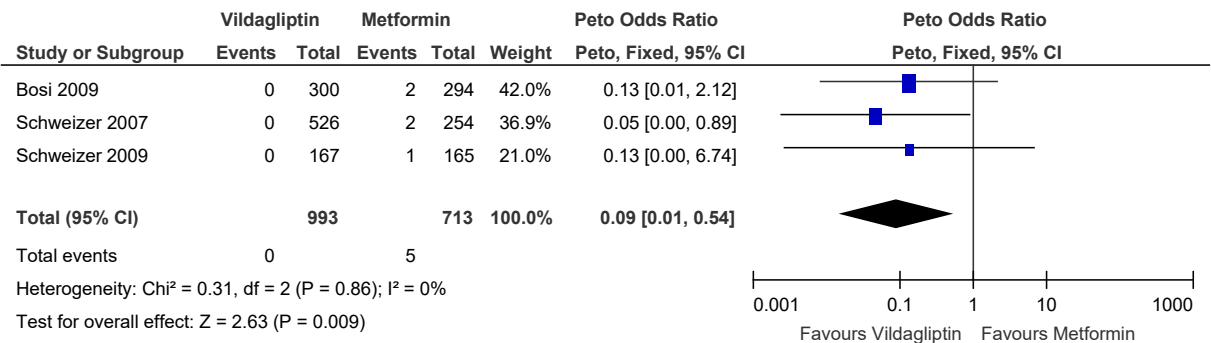 Vildagliptin Metformin Peto Odds Ratio Peto Odds Ratio
Study or Subgroup Events Total Events Total Weight Peto, Fixed, 95% CI Peto, Fixed, 95% CI
Bosi 2009 0 300 2 294 42.0% 0.13 [0.01, 2.12]
Schweizer 2007 0 526 2 254 36.9% 0.05 [0.00, 0.89]
Schweizer 2009 0 167 1 165 21.0% 0.13 [0.00, 6.74]
Total (95% CI) 993 713 100.0% 0.09 [0.01, 0.54]
Total events 0 5
Heterogeneity: Chi² = 0.31, df = 2 (P = 0.86); I² = 0%
Test for overall effect: Z = 2.63 (P = 0.009)
0.001 0.1 1 10 1000
Favours Vildagliptin Favours Metformin